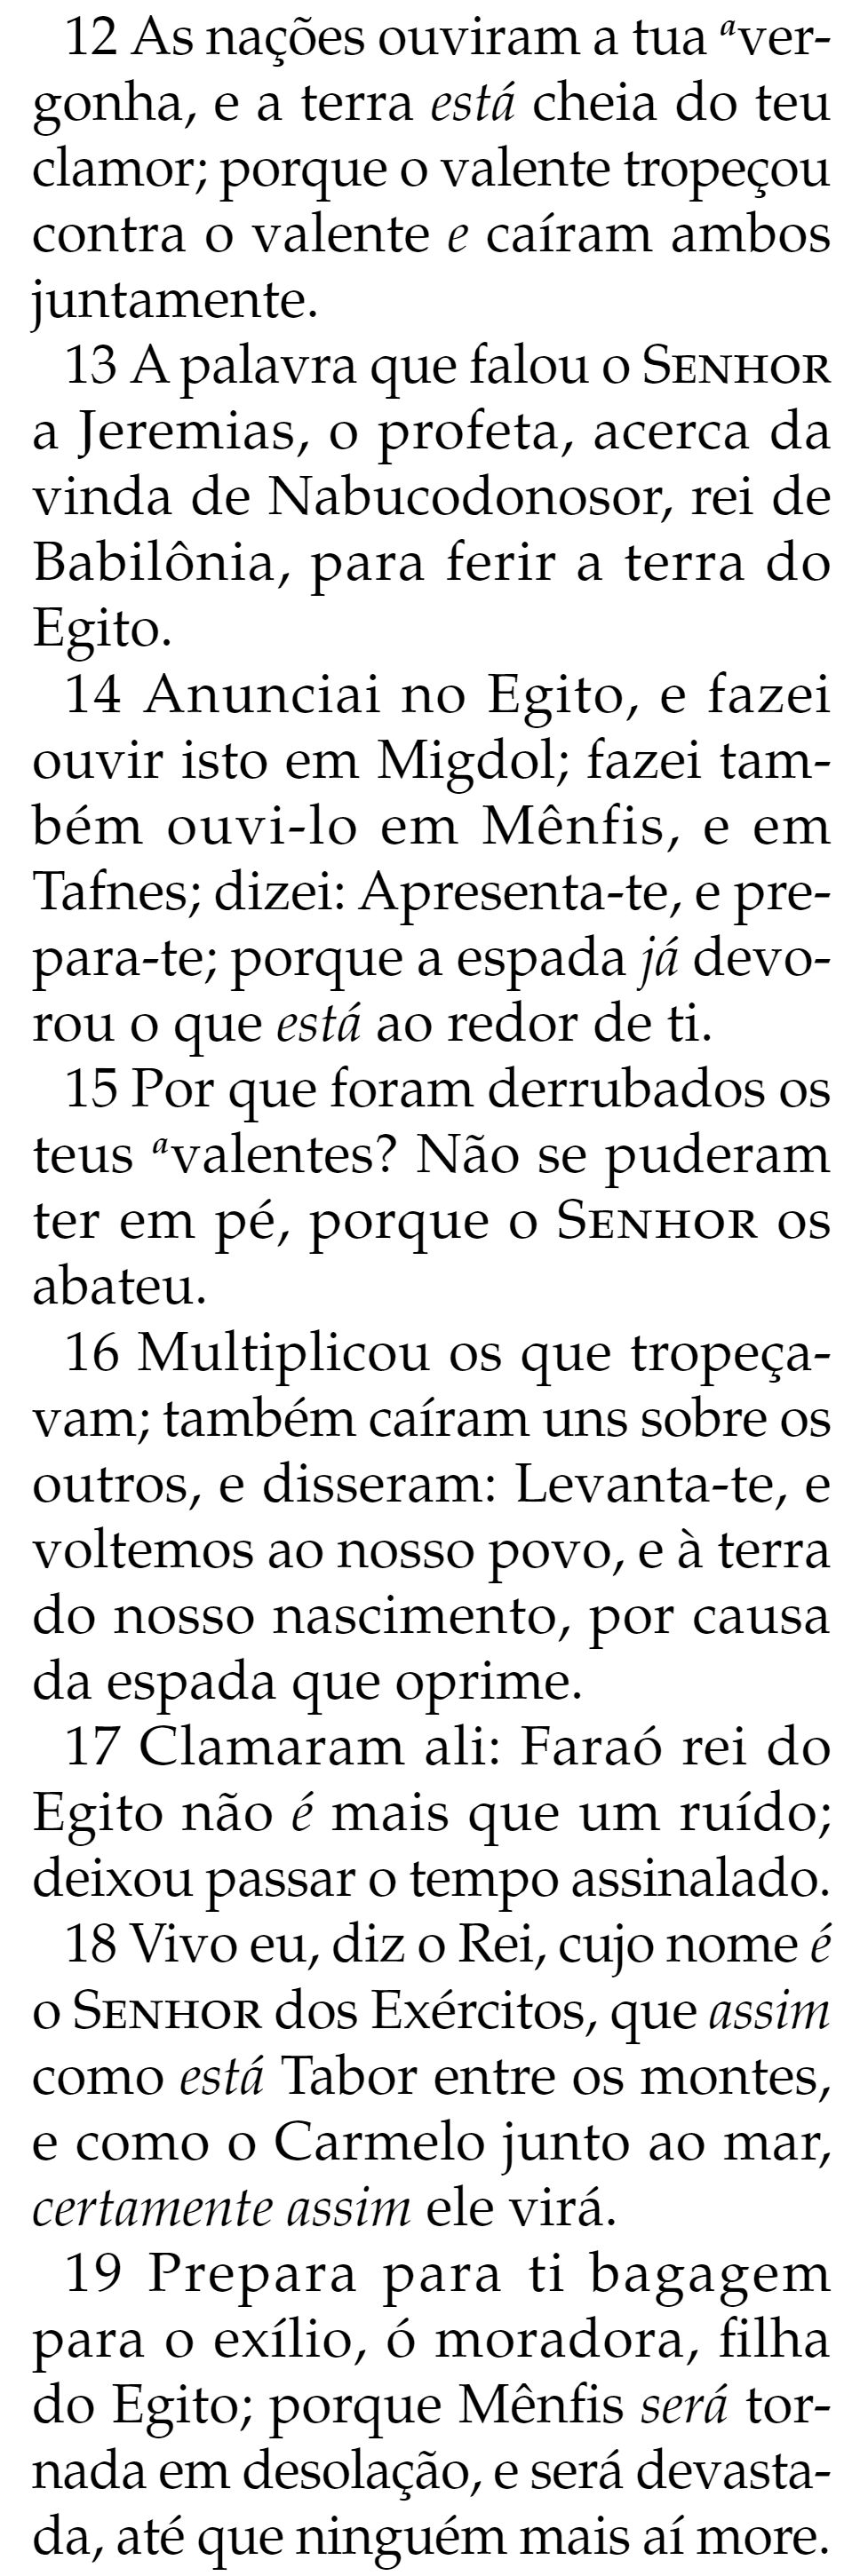 12 As nações ouviram a tua ᵃver-
gonha, e a terra está cheia do teu
clamor; porque o valente tropeçou
contra o valente e caíram ambos
juntamente.
13 A palavra que falou o SENHOR
a Jeremias, o profeta, acerca da
vinda de Nabucodonosor, rei de
Babilônia, para ferir a terra do
Egito.
14 Anunciai no Egito, e fazei
ouvir isto em Migdol; fazei tam-
bém ouvi-lo em Mênfis, e em
Tafnes; dizei: Apresenta-te, e pre-
para-te; porque a espada já devo-
rou o que está ao redor de ti.
15 Por que foram derrubados os
teus ᵃvalentes? Não se puderam
ter em pé, porque o SENHOR os
abateu.
16 Multiplicou os que tropeça-
vam; também caíram uns sobre os
outros, e disseram: Levanta-te, e
voltemos ao nosso povo, e à terra
do nosso nascimento, por causa
da espada que oprime.
17 Clamaram ali: Faraó rei do
Egito não é mais que um ruído;
deixou passar o tempo assinalado.
18 Vivo eu, diz o Rei, cujo nome é
o SENHOR dos Exércitos, que assim
como está Tabor entre os montes,
e como o Carmelo junto ao mar,
certamente assim ele virá.
19 Prepara para ti bagagem
para o exílio, ó moradora, filha
do Egito; porque Mênfis será tor-
nada em desolação, e será devasta-
da, até que ninguém mais aí more.